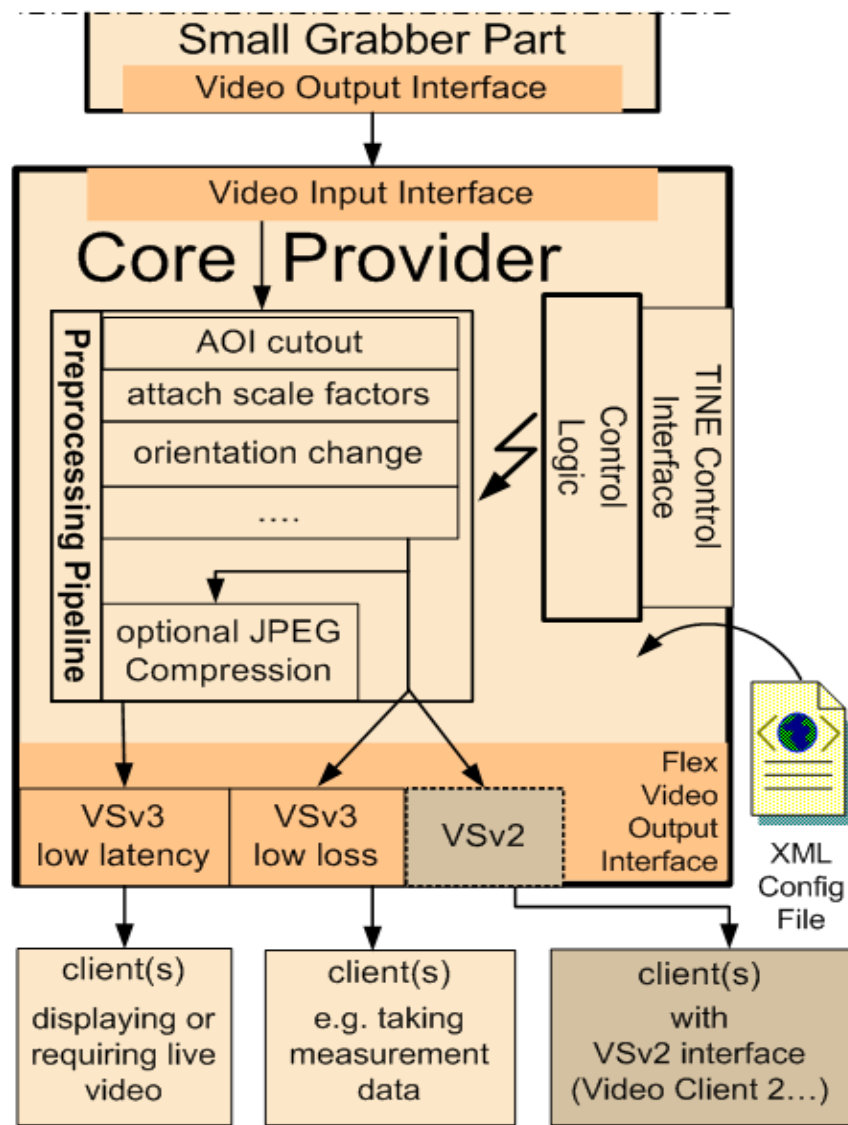 Small Grabber Part
Video Output Interface
Video Input Interface
Core Provider
Preprocessing Pipeline
AOI cutout
attach scale factors
orientation change
....
optional JPEG
Compression
Control
Logic
TINE Control
Interface
Flex
Video
Output
Interface
VSv3
low latency
VSv3
low loss
VSv2
XML
Config
File
client(s)
displaying or
requiring live
video
client(s)
e.g. taking
measurement
data
client(s)
with
VSv2 interface
(Video Client 2...)